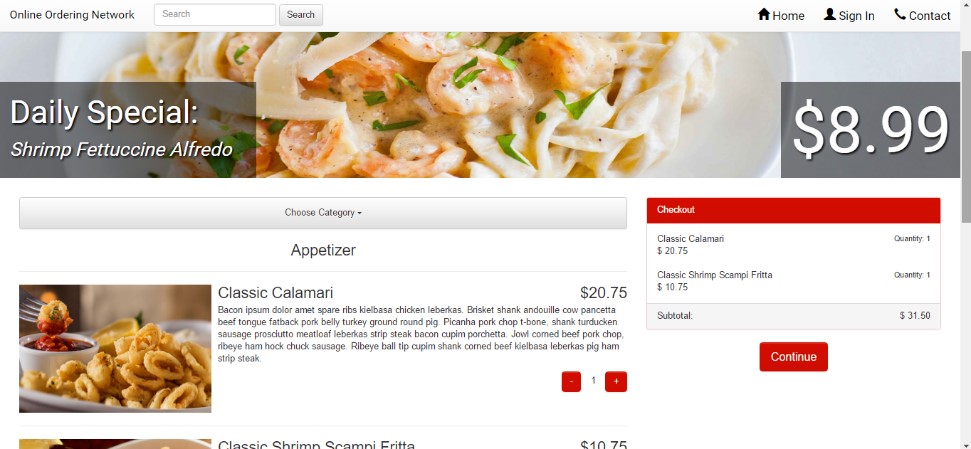 Online Ordering Network
Search
Search
Home
Sign In
Contact
Daily Special:
Shrimp Fettuccine Alfredo
$8.99
Choose Category
Appetizer
Classic Calamari
$20.75
Bacon ipsum dolor amet spare ribs kielbasa chicken leberkas. Brisket shank andouille cow pancetta
beef tongue fatback pork belly turkey ground round pig. Picanha pork chop t-bone, shank turducken
sausage prosciutto meatloaf leberkas strip steak bacon cupim porchetta. Jowl corned beef pork chop,
ribeye ham hock chuck sausage. Ribeye ball tip cupim shank corned beef kielbasa leberkas pig ham
strip steak.
- 1 +
Classic Shrimp Scampi Fritta
$10.75
Checkout
Classic Calamari
Quantity: 1
$ 20.75
Classic Shrimp Scampi Fritta
Quantity: 1
$ 10.75
Subtotal:
$ 31.50
Continue